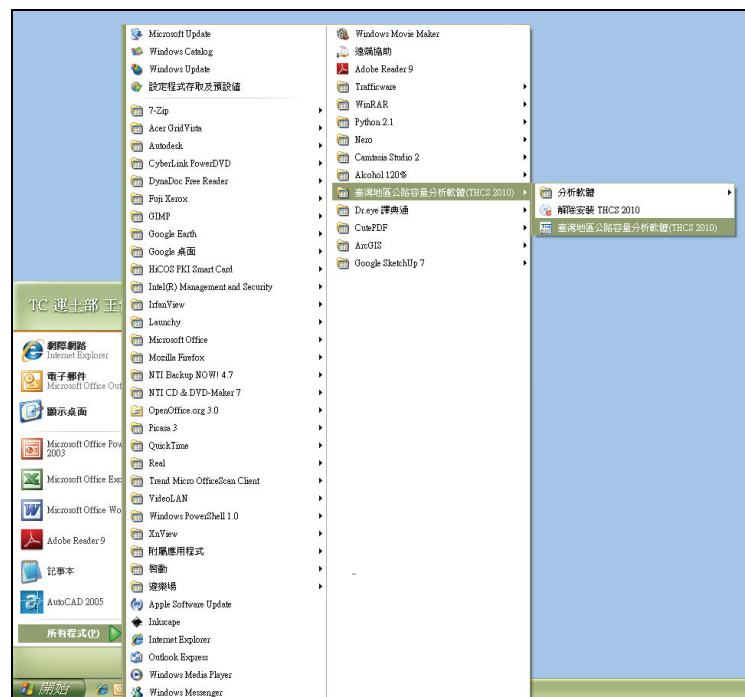 Microsoft Update
Windows Catalog
Windows Update
設定程式存取及預設值
7-Zip
Acer GridVista
Autodesk
CyberLink PowerDVD
DynaDoc Free Reader
Fuji Xerox
GIMP
Google Earth
Google 桌面
HiCOS PKI Smart Card
Intel(R) Management and Security
IrfanView
Launchy
Microsoft Office
Mozilla Firefox
NTI Backup NOW! 4.7
NTI CD & DVD-Maker 7
OpenOffice.org 3.0
Picasa 3
QuickTime
Real
Trend Micro OfficeScan Client
VideoLAN
Windows PowerShell 1.0
XnView
附屬應用程式
啟動
遊樂場
Apple Software Update
Inkscape
Internet Explorer
Outlook Express
Windows Media Player
Windows Messenger
Windows Movie Maker
遠端協助
Adobe Reader 9
Trafficware
WinRAR
Python 2.1
Nero
Camtasia Studio 2
Alcohol 120%
臺灣地區公路容量分析軟體(THCS 2010)
Dr.eye 譯典通
CutePDF
ArcGIS
Google SketchUp 7
分析軟體
解除安裝 THCS 2010
臺灣地區公路容量分析軟體(THCS 2010)
TC 運土部 王
網際網路
Internet Explorer
電子郵件
Microsoft Office Out
顯示桌面
Microsoft Office Pow
2003
Microsoft Office Exc
Microsoft Office Wo
Adobe Reader 9
記事本
AutoCAD 2005
所有程式(P)
開始